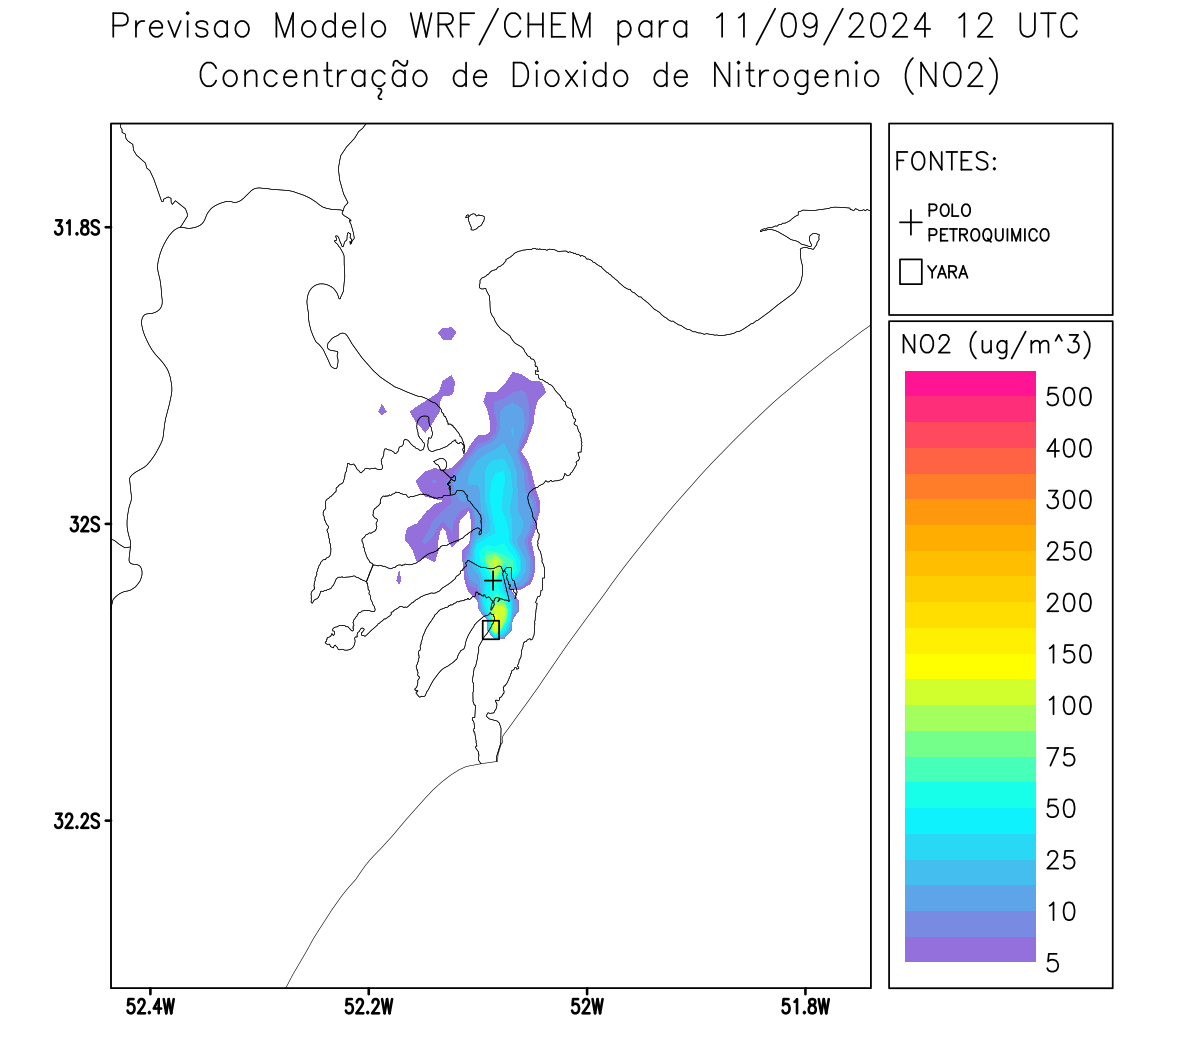 Previsao Modelo WRF/CHEM para 11/09/2024 12 UTC
Concentração de Dioxido de Nitrogenio (NO2)
FONTES:
POLO
PETROQUIMICO
YARA
NO2 (ug/m^3)
500
400
300
250
200
150
100
75
50
25
10
5
31.8S
32S
32.2S
52.4W
52.2W
52W
51.8W